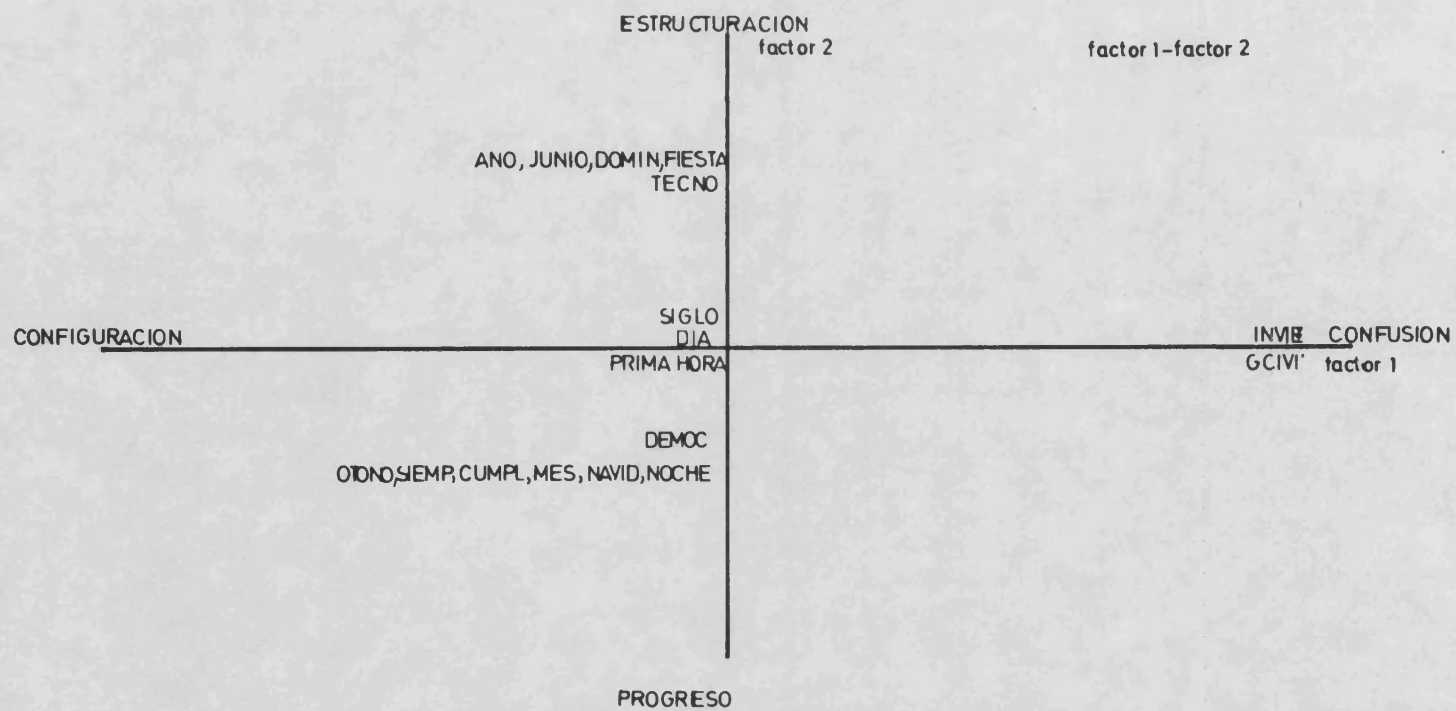 ESTRUCTURACION
factor 2
factor 1-factor 2
ANO, JUNIO, DOMIN, FIESTA
TECNO
SIGLO
DIA
CONFIGURACION
INVIE CONFUSION
PRIMA HORA
GCIVI' factor 1
DEMOC
OTONO, SIEMP, CUMPL, MES, NAVID, NOCHE
PROGRESO